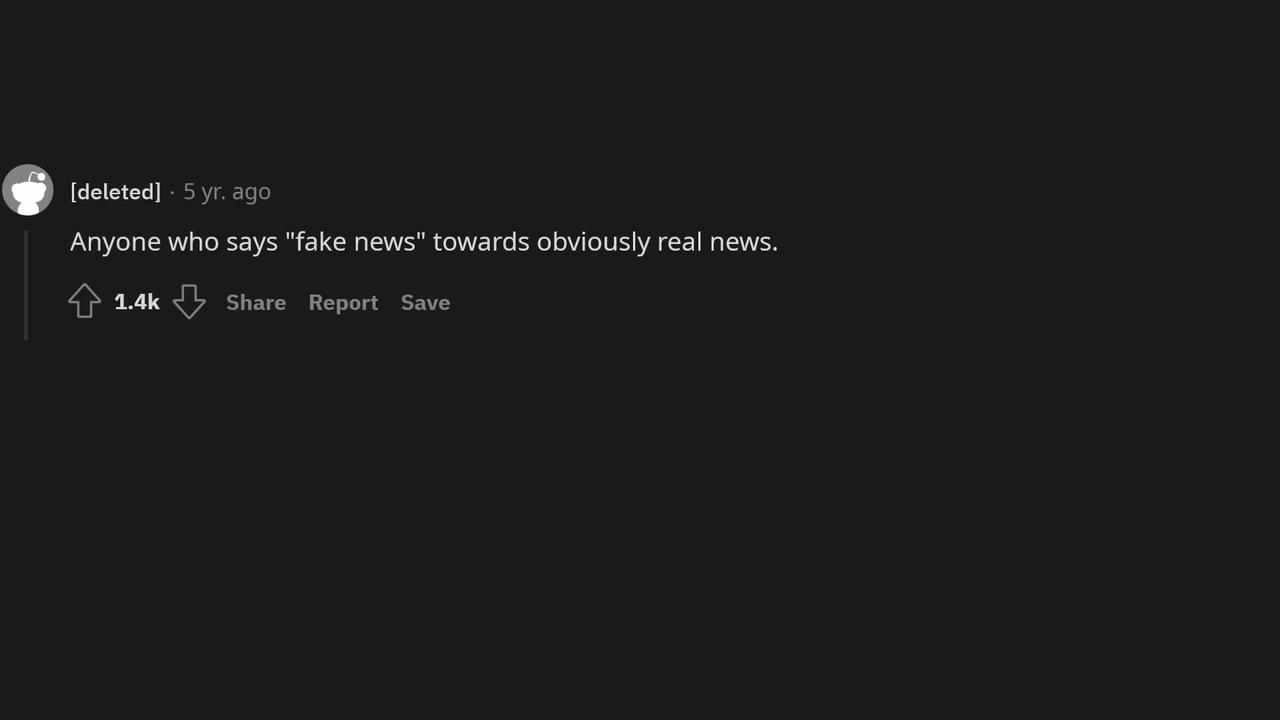 [deleted] · 5 yr. ago
Anyone who says "fake news" towards obviously real news.
1.4k Share Report Save